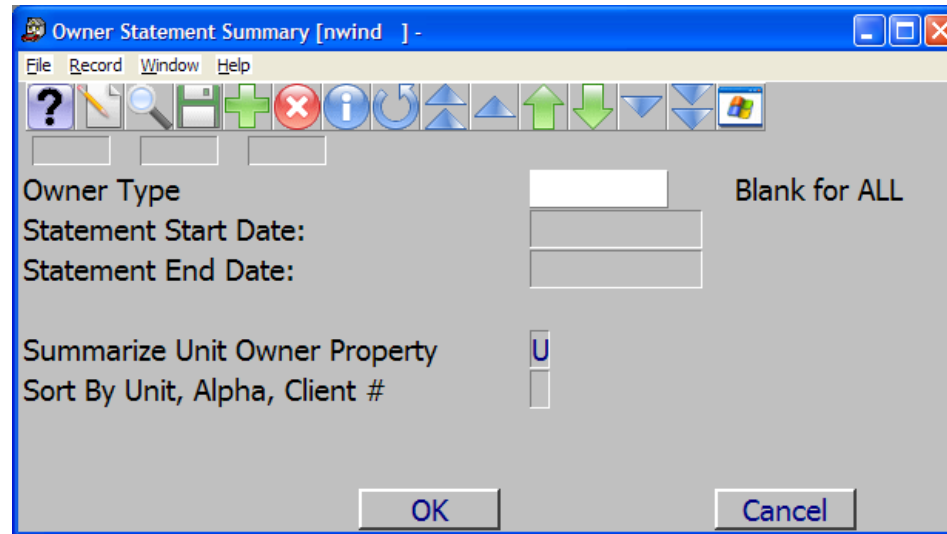 Owner Statement Summary [nwind   ] -
File Record Window Help
?
Owner Type Blank for ALL
Statement Start Date:
Statement End Date:
Summarize Unit Owner Property U
Sort By Unit, Alpha, Client #
OK Cancel